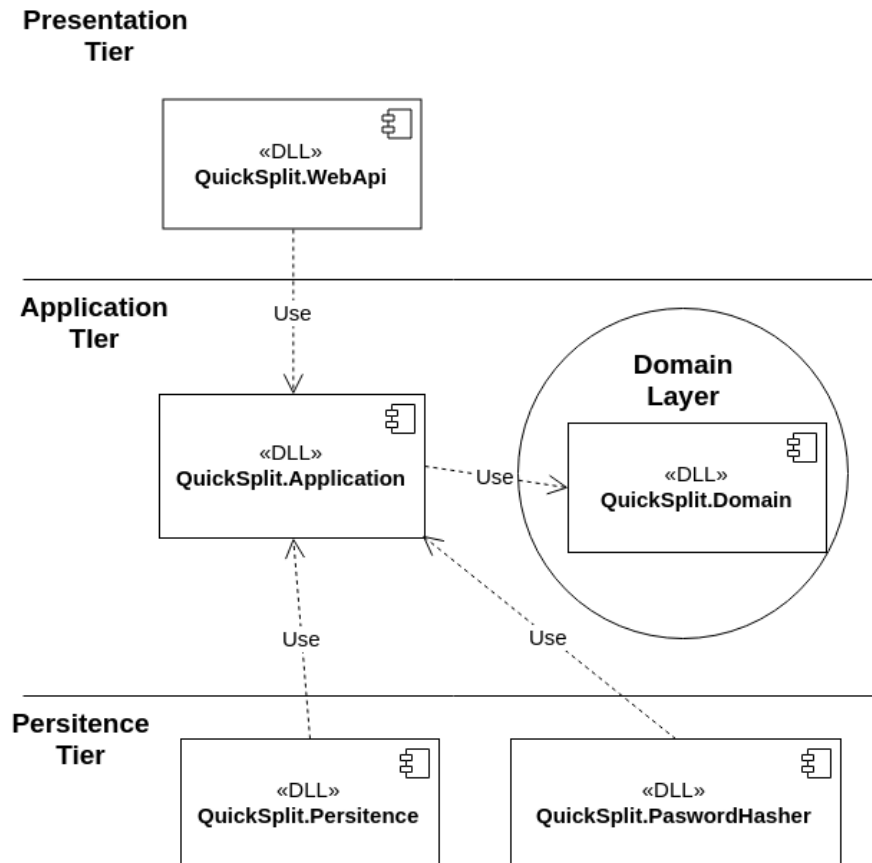 Presentation
Tier
«DLL»
QuickSplit.WebApi
Use
Application
TIer
Domain
Layer
«DLL»
QuickSplit.Application
Use
«DLL»
QuickSplit.Domain
Use
Use
Persitence
Tier
«DLL»
QuickSplit.Persitence
«DLL»
QuickSplit.PaswordHasher